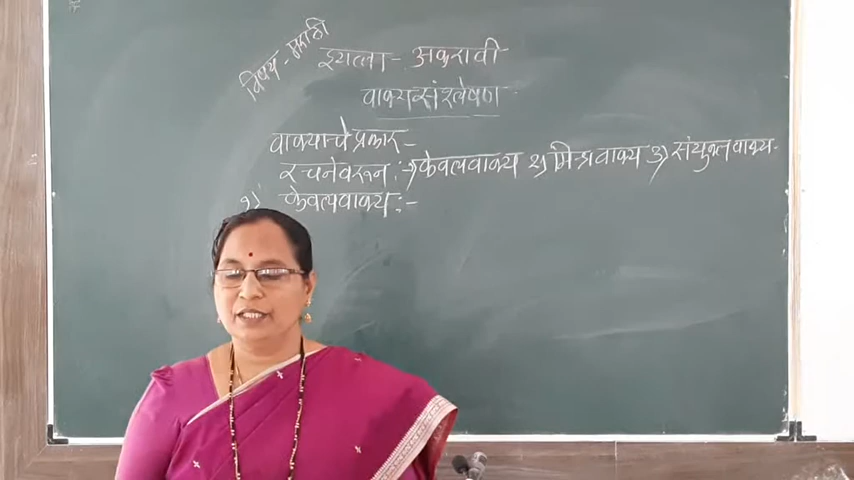 विषय - मराठी
इयत्ता - अकरावी
वाक्यसंश्लेषण -
वाक्याचे प्रकार -
रचनेवरून :- १) केवलवाक्य २) मिश्रवाक्य ३) संयुक्तवाक्य -
१) केवलवाक्य :-